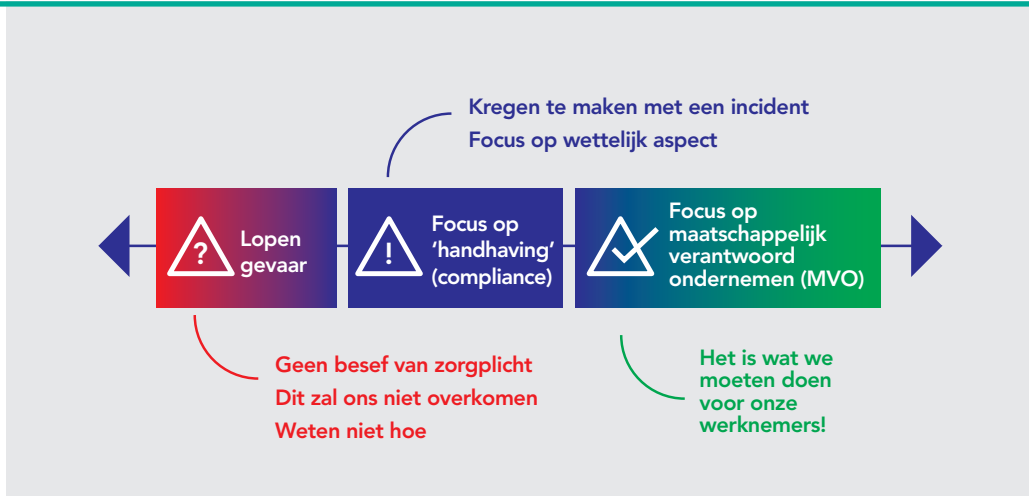 Kregen te maken met een incident
Focus op wettelijk aspect
?
Lopen
gevaar
!
Focus op
'handhaving'
(compliance)
Focus op
maatschappelijk
verantwoord
ondernemen (MVO)
Geen besef van zorgplicht
Dit zal ons niet overkomen
Weten niet hoe
Het is wat we
moeten doen
voor onze
werknemers!